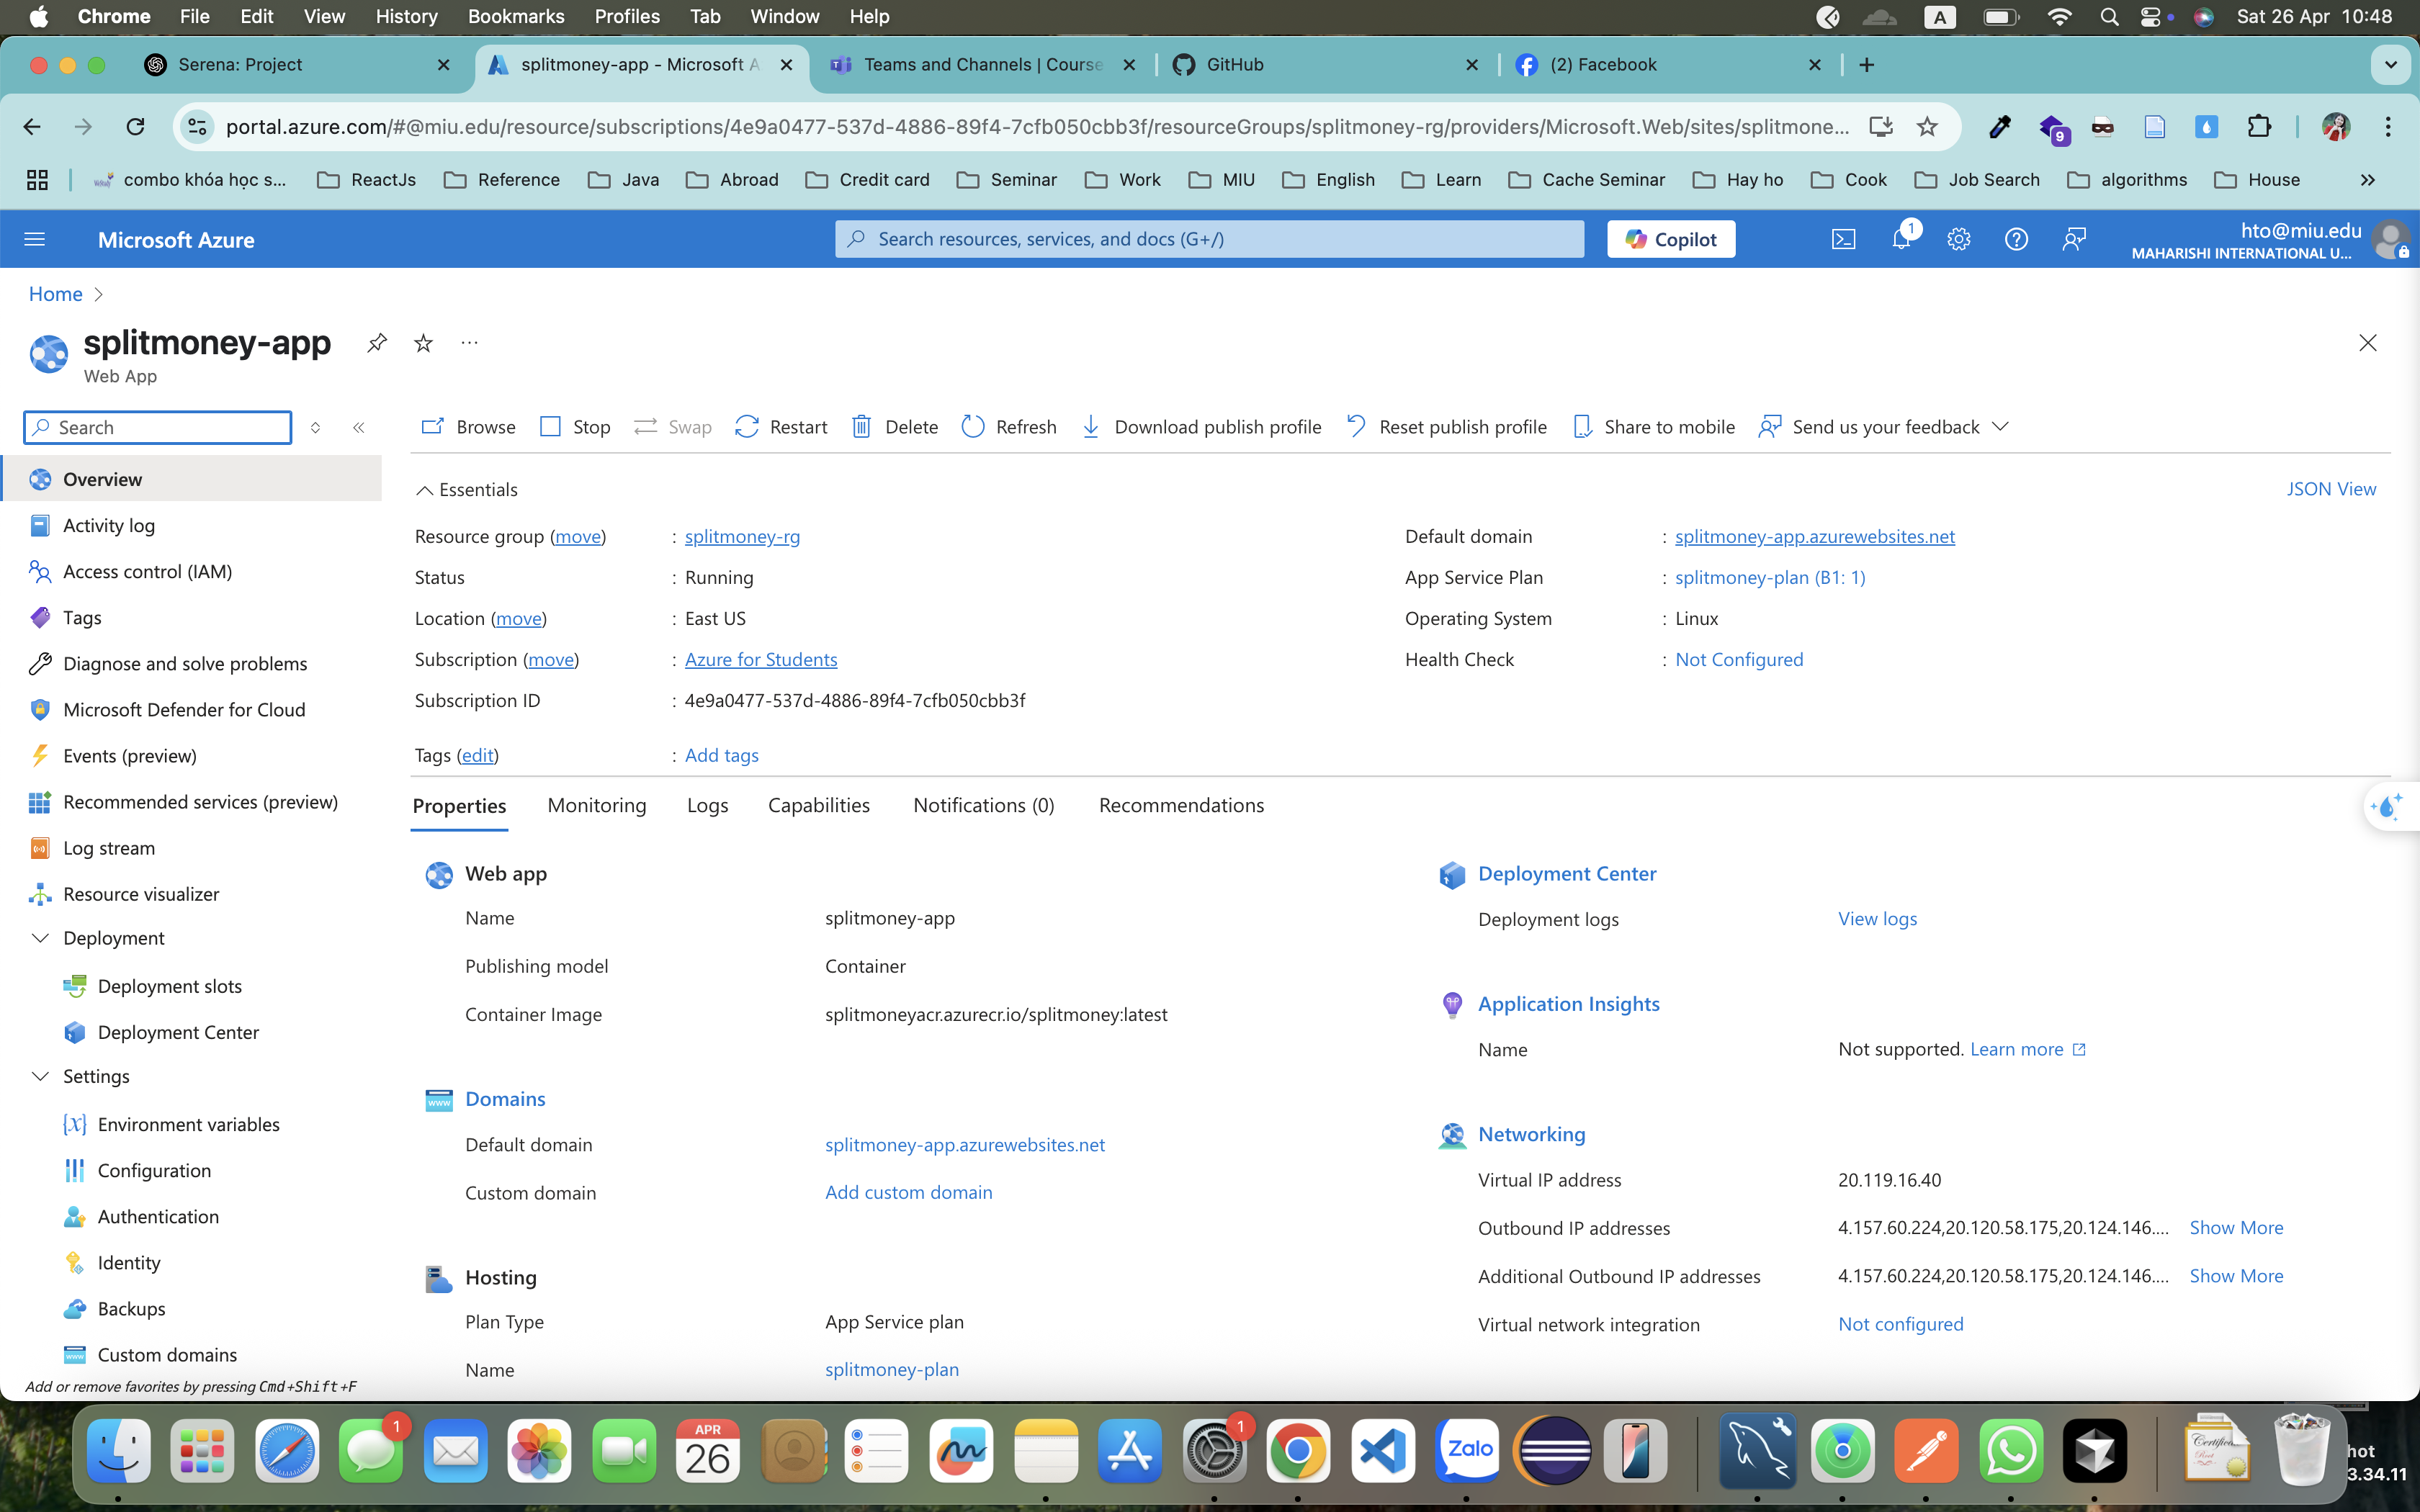 Chrome File Edit View History Bookmarks Profiles Tab Window Help A Sat 26 Apr 10:48
Serena: Project splitmoney-app - Microsoft A Teams and Channels | Course GitHub (2) Facebook
portal.azure.com/#@miu.edu/resource/subscriptions/4e9a0477-537d-4886-89f4-7cfb050cbb3f/resourceGroups/splitmoney-rg/providers/Microsoft.Web/sites/splitmone... 9
combo khóa học s... ReactJs Reference Java Abroad Credit card Seminar Work MIU English Learn Cache Seminar Hay ho Cook Job Search algorithms House
Microsoft Azure Search resources, services, and docs (G+/) Copilot 1 hto@miu.edu
MAHARISHI INTERNATIONAL U...
Home
splitmoney-app
Web App
Search Browse Stop Swap Restart Delete Refresh Download publish profile Reset publish profile Share to mobile Send us your feedback
Overview
Activity log
Access control (IAM)
Tags
Diagnose and solve problems
Microsoft Defender for Cloud
Events (preview)
Recommended services (preview)
Log stream
Resource visualizer
Deployment
Deployment slots
Deployment Center
Settings
Environment variables
Configuration
Authentication
Identity
Backups
Custom domains
Add or remove favorites by pressing Cmd+Shift+F
Essentials JSON View
Resource group (move) : splitmoney-rg
Status : Running
Location (move) : East US
Subscription (move) : Azure for Students
Subscription ID : 4e9a0477-537d-4886-89f4-7cfb050cbb3f
Tags (edit) : Add tags
Default domain : splitmoney-app.azurewebsites.net
App Service Plan : splitmoney-plan (B1: 1)
Operating System : Linux
Health Check : Not Configured
Properties Monitoring Logs Capabilities Notifications (0) Recommendations
Web app
Name splitmoney-app
Publishing model Container
Container Image splitmoneyacr.azurecr.io/splitmoney:latest
Domains
Default domain splitmoney-app.azurewebsites.net
Custom domain Add custom domain
Hosting
Plan Type App Service plan
Name splitmoney-plan
Deployment Center
Deployment logs View logs
Application Insights
Name Not supported. Learn more
Networking
Virtual IP address 20.119.16.40
Outbound IP addresses 4.157.60.224,20.120.58.175,20.124.146.... Show More
Additional Outbound IP addresses 4.157.60.224,20.120.58.175,20.124.146.... Show More
Virtual network integration Not configured
1 APR 26 1 Zalo
hot
3.34.11